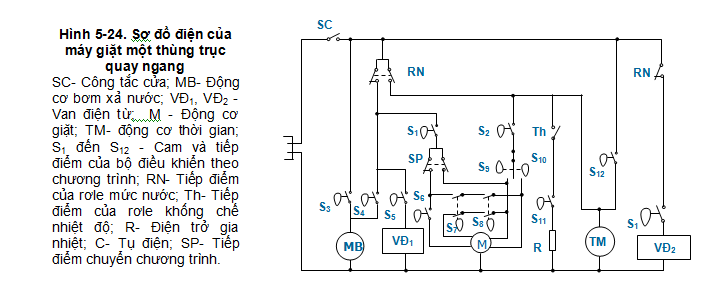 Hình 5-24. Sơ đồ điện của
máy giặt một thùng trục
quay ngang
SC- Công tắc cửa; MB- Động
cơ bơm xả nước; VĐ1, VĐ2 -
Van điện từ; M - Động cơ
giặt; TM- động cơ thời gian;
S1 đến S12 - Cam và tiếp
điểm của bộ điều khiển theo
chương trình; RN- Tiếp điểm
của rơle mức nước; Th- Tiếp
điểm của rơle khống chế
nhiệt độ; R- Điện trở gia
nhiệt; C- Tụ điện; SP- Tiếp
điểm chuyển chương trình.
SC
RN
RN
S1
S2
Th
SP
S9
S10
S12
S3
S4
S5
S6
S7
S8
S11
S1
MB
VĐ1
M
R
TM
VĐ2